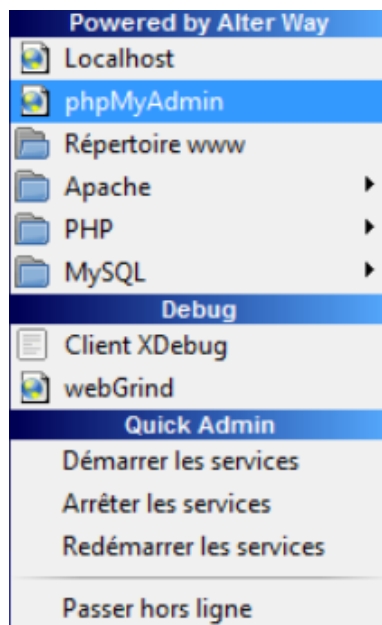 Powered by Alter Way
Localhost
phpMyAdmin
Répertoire www
Apache
PHP
MySQL
Debug
Client XDebug
webGrind
Quick Admin
Démarrer les services
Arrêter les services
Redémarrer les services
Passer hors ligne